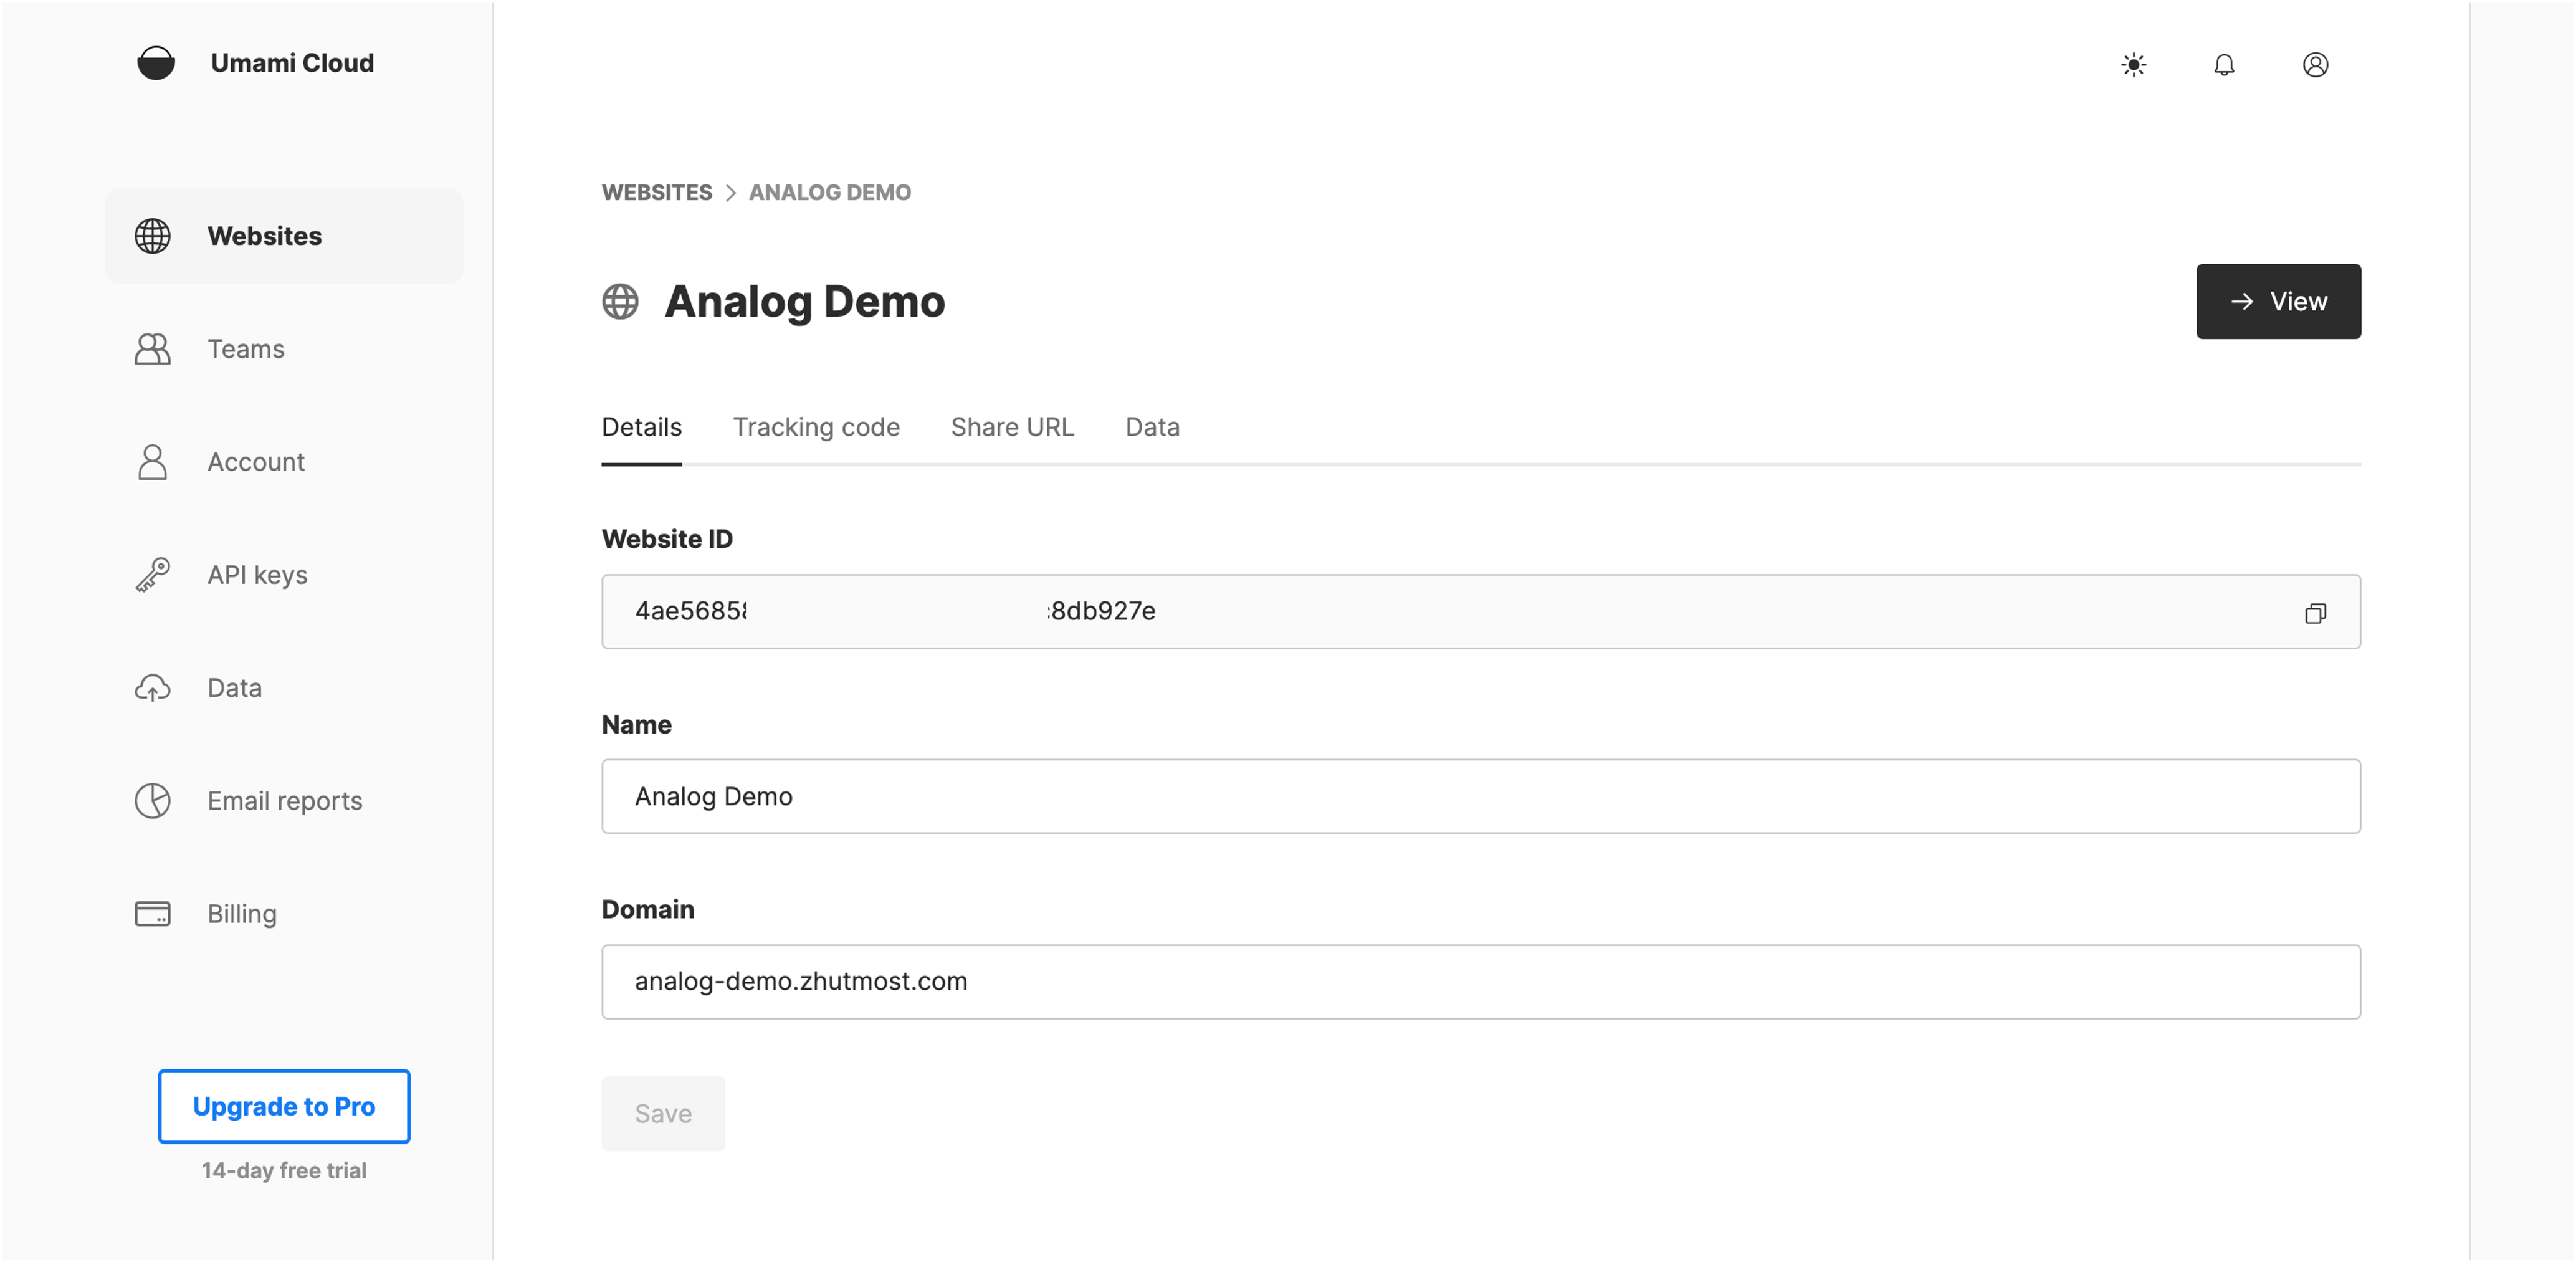 Umami Cloud
Websites
Teams
Account
API keys
Data
Email reports
Billing
Upgrade to Pro
14-day free trial
WEBSITES > ANALOG DEMO
Analog Demo
View
Details Tracking code Share URL Data
Website ID
4ae5685 8db927e
Name
Analog Demo
Domain
analog-demo.zhutmost.com
Save